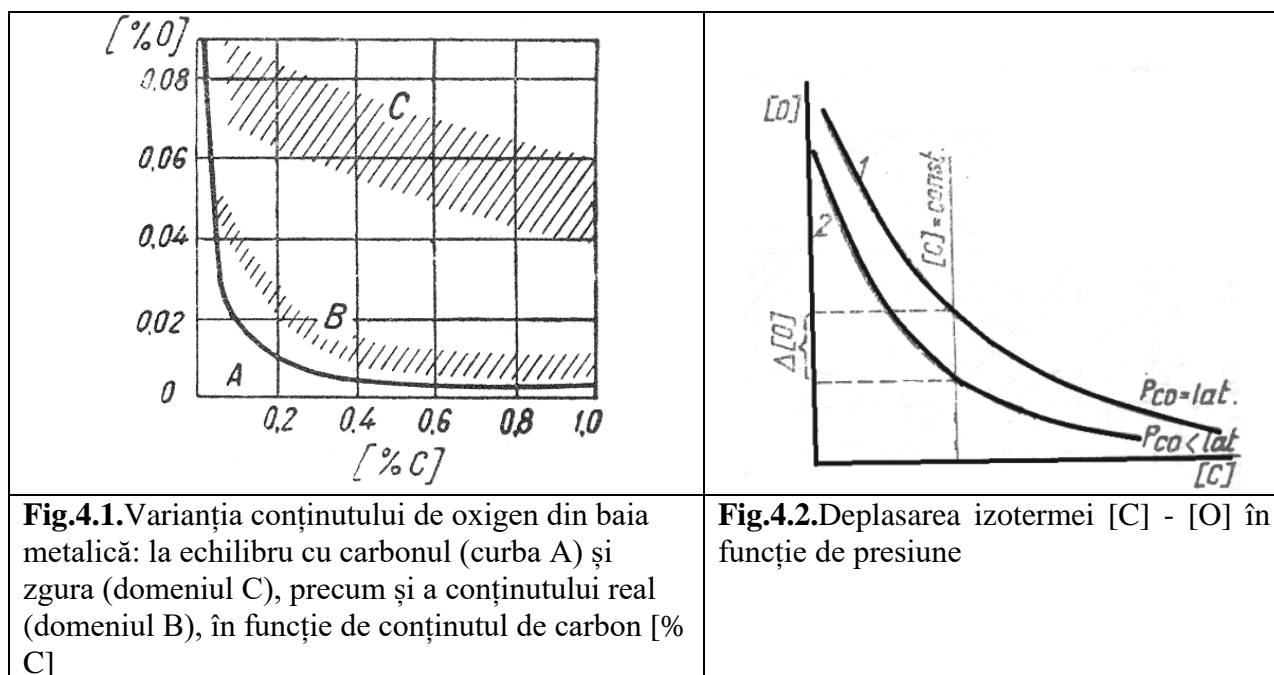 [%O]
0,08
0,06
0,04
0,02
0
C
B
A
0,2 0,4 0,6 0,8 1,0
[%C]
[O]
1
2
[C]=const.
Δ[O]
PCO=1at.
PCO<1at
[C]
Fig.4.1.Varianția conținutului de oxigen din baia
metalică: la echilibru cu carbonul (curba A) și
zgura (domeniul C), precum și a conținutului real
(domeniul B), în funcție de conținutul de carbon [%
C]
Fig.4.2.Deplasarea izotermei [C] - [O] în
funcție de presiune